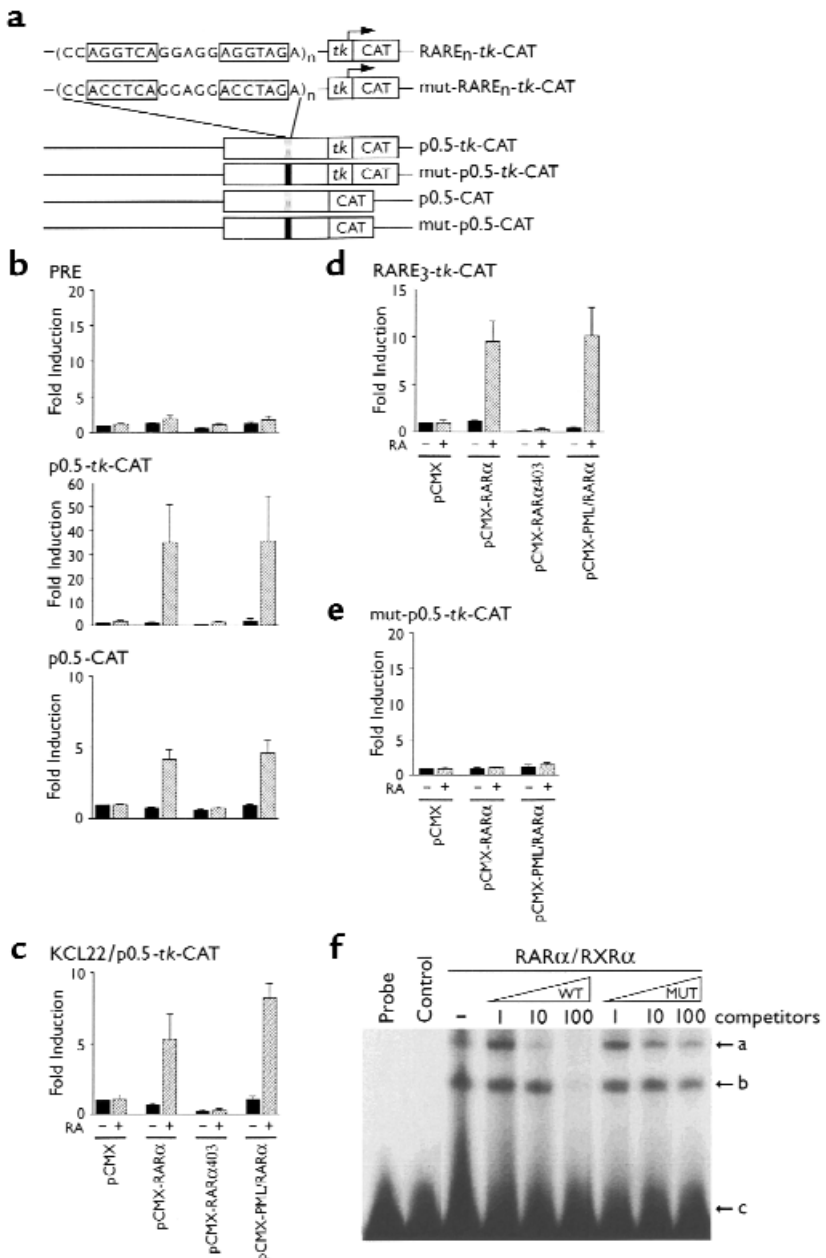 a
–(CCAGGTCAGGAGGAGGTAGA)n tk CAT RAREn-tk-CAT
–(CCACCTCAGGAGGACCTAGA)n tk CAT mut-RAREn-tk-CAT
tk CAT p0.5-tk-CAT
tk CAT mut-p0.5-tk-CAT
CAT p0.5-CAT
CAT mut-p0.5-CAT
b PRE
20
15
10
5
0
Fold Induction
p0.5-tk-CAT
60
50
40
30
20
10
0
Fold Induction
p0.5-CAT
10
5
0
Fold Induction
c KCL22/p0.5-tk-CAT
10
5
0
Fold Induction
RA – + – + – + – +
pCMX
pCMX-RARα
pCMX-RARα403
pCMX-PML/RARα
d RARE3-tk-CAT
15
10
5
0
Fold Induction
RA – + – + – + – +
pCMX
pCMX-RARα
pCMX-RARα403
pCMX-PML/RARα
e mut-p0.5-tk-CAT
20
15
10
5
0
Fold Induction
RA – + – + – +
pCMX
pCMX-RARα
pCMX-PML/RARα
f
RARα/RXRα
Probe Control – WT MUT
1 10 100 1 10 100 competitors
←a
←b
←c